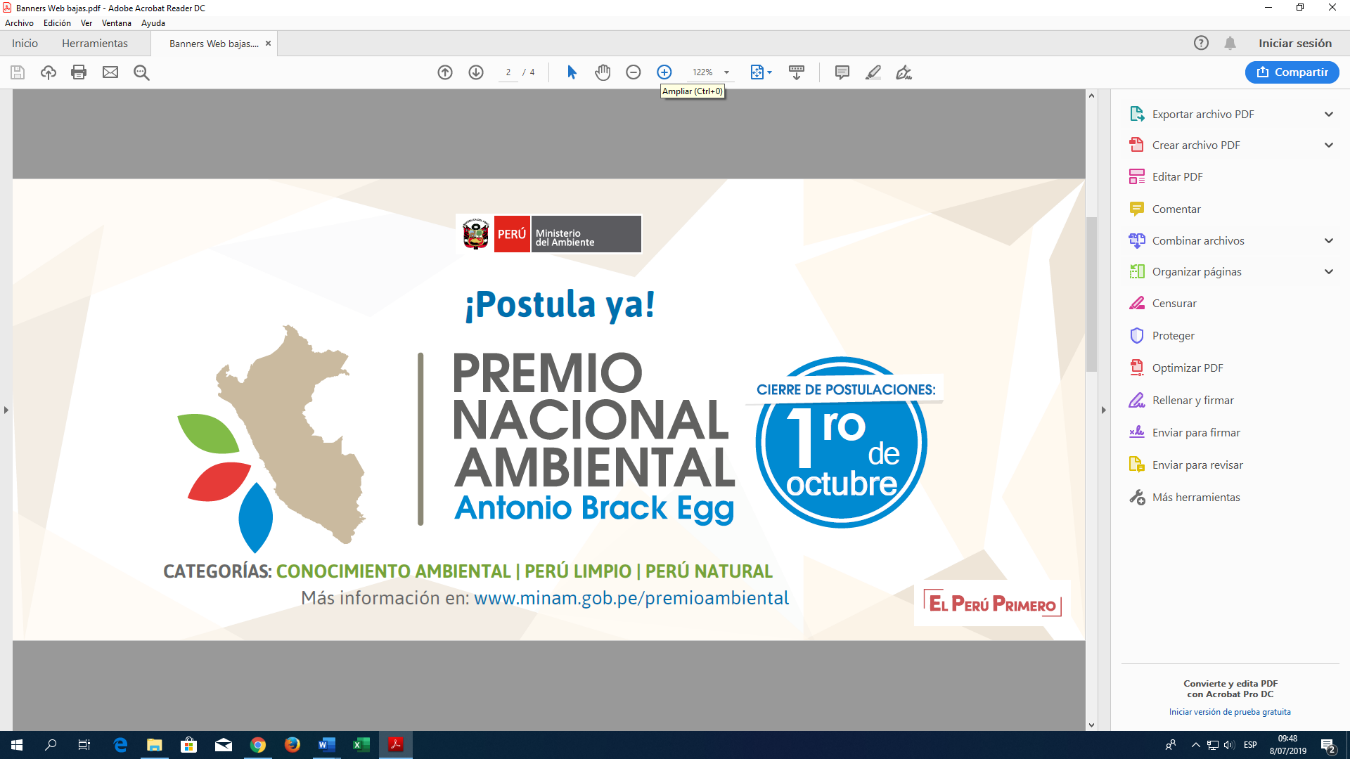 Banners Web bajas.pdf - Adobe Acrobat Reader DC
Archivo Edición Ver Ventana Ayuda
Inicio Herramientas Banners Web bajas.... × Iniciar sesión
2 / 4 122% Compartir
Ampliar (Ctrl+0)
PERÚ Ministerio
del Ambiente
¡Postula ya!
PREMIO
NACIONAL
AMBIENTAL
Antonio Brack Egg
CIERRE DE POSTULACIONES:
1ro de
octubre
CATEGORÍAS: CONOCIMIENTO AMBIENTAL | PERÚ LIMPIO | PERÚ NATURAL
Más información en: www.minam.gob.pe/premioambiental
EL PERÚ PRIMERO
Exportar archivo PDF
Crear archivo PDF
Editar PDF
Comentar
Combinar archivos
Organizar páginas
Censurar
Proteger
Optimizar PDF
Rellenar y firmar
Enviar para firmar
Enviar para revisar
Más herramientas
Convierte y edita PDF
con Acrobat Pro DC
Iniciar versión de prueba gratuita
ESP
09:48
8/07/2019
2